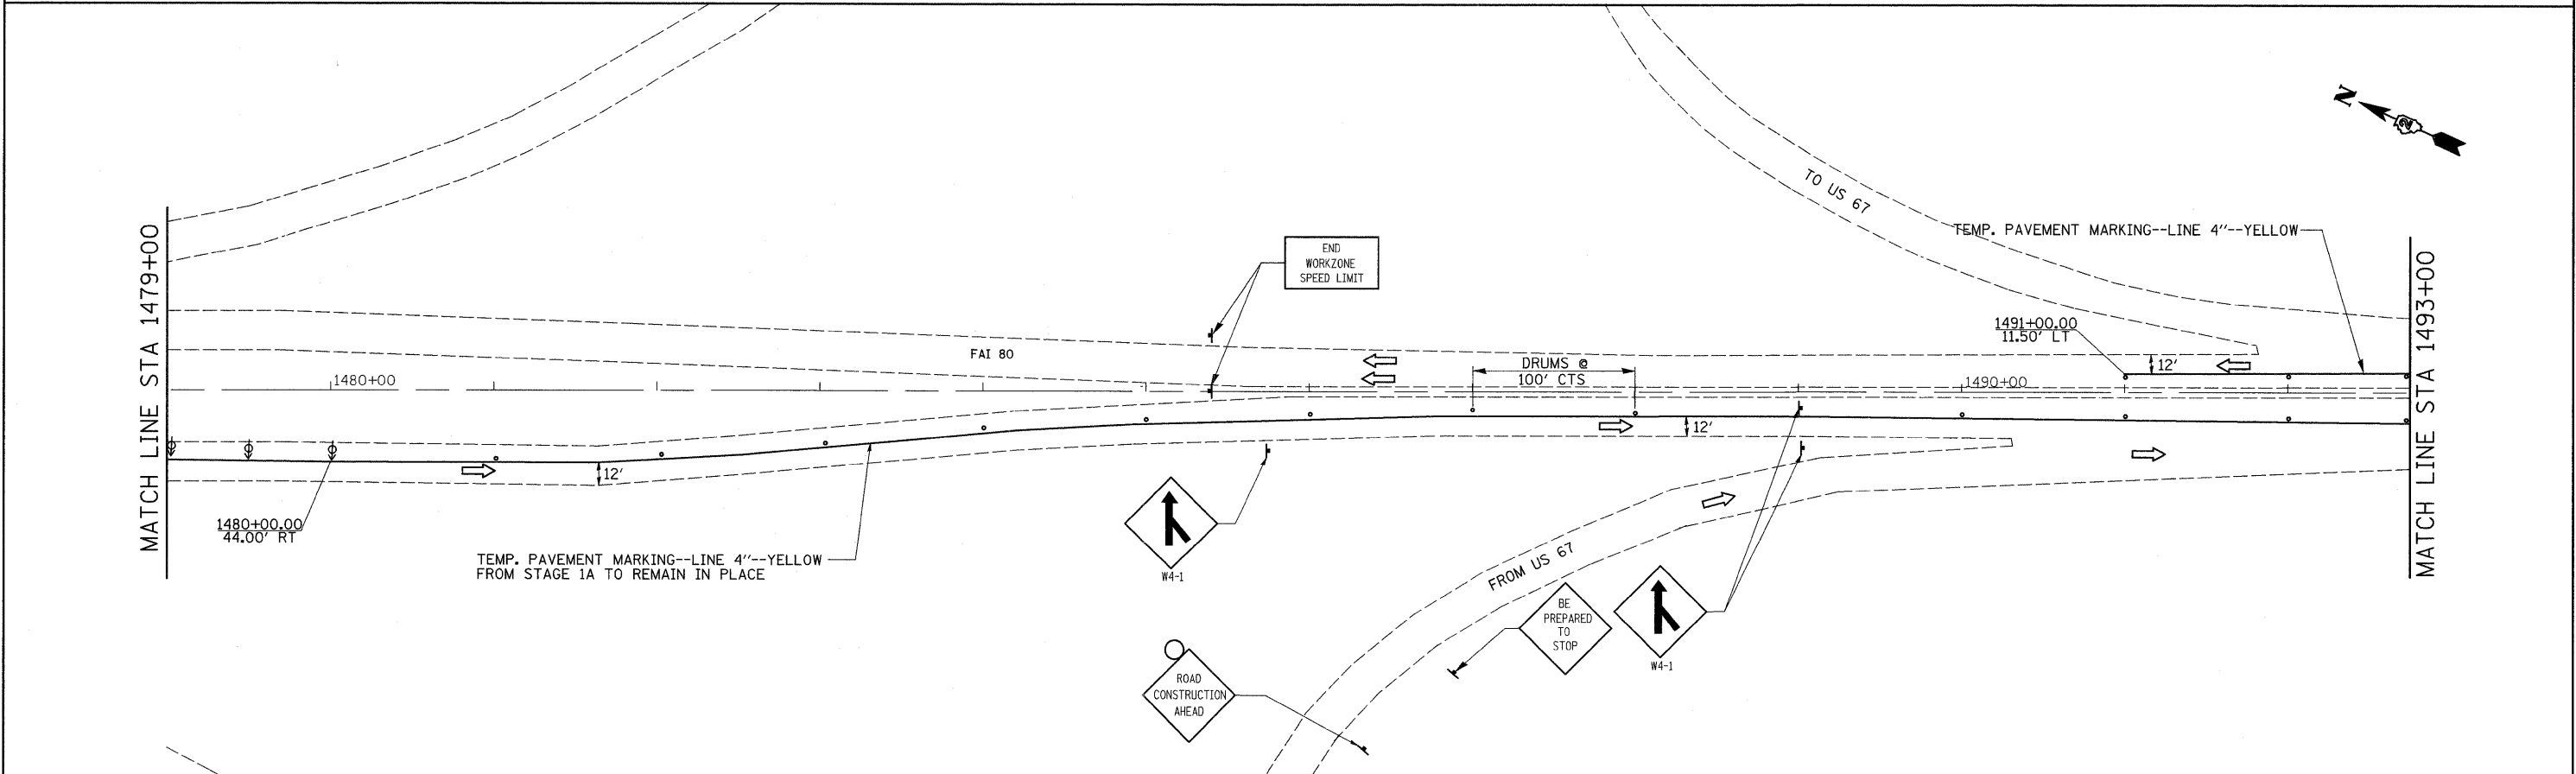 N
2
TO US 67
TEMP. PAVEMENT MARKING--LINE 4"--YELLOW
MATCH LINE STA 1479+00
END
WORKZONE
SPEED LIMIT
MATCH LINE STA 1493+00
1491+00.00
11.50' LT
FAI 80
DRUMS @
100' CTS
12'
1480+00
1490+00
12'
12'
1480+00.00
44.00' RT
TEMP. PAVEMENT MARKING--LINE 4"--YELLOW
FROM STAGE 1A TO REMAIN IN PLACE
W4-1
FROM US 67
BE
PREPARED
TO
STOP
W4-1
ROAD
CONSTRUCTION
AHEAD